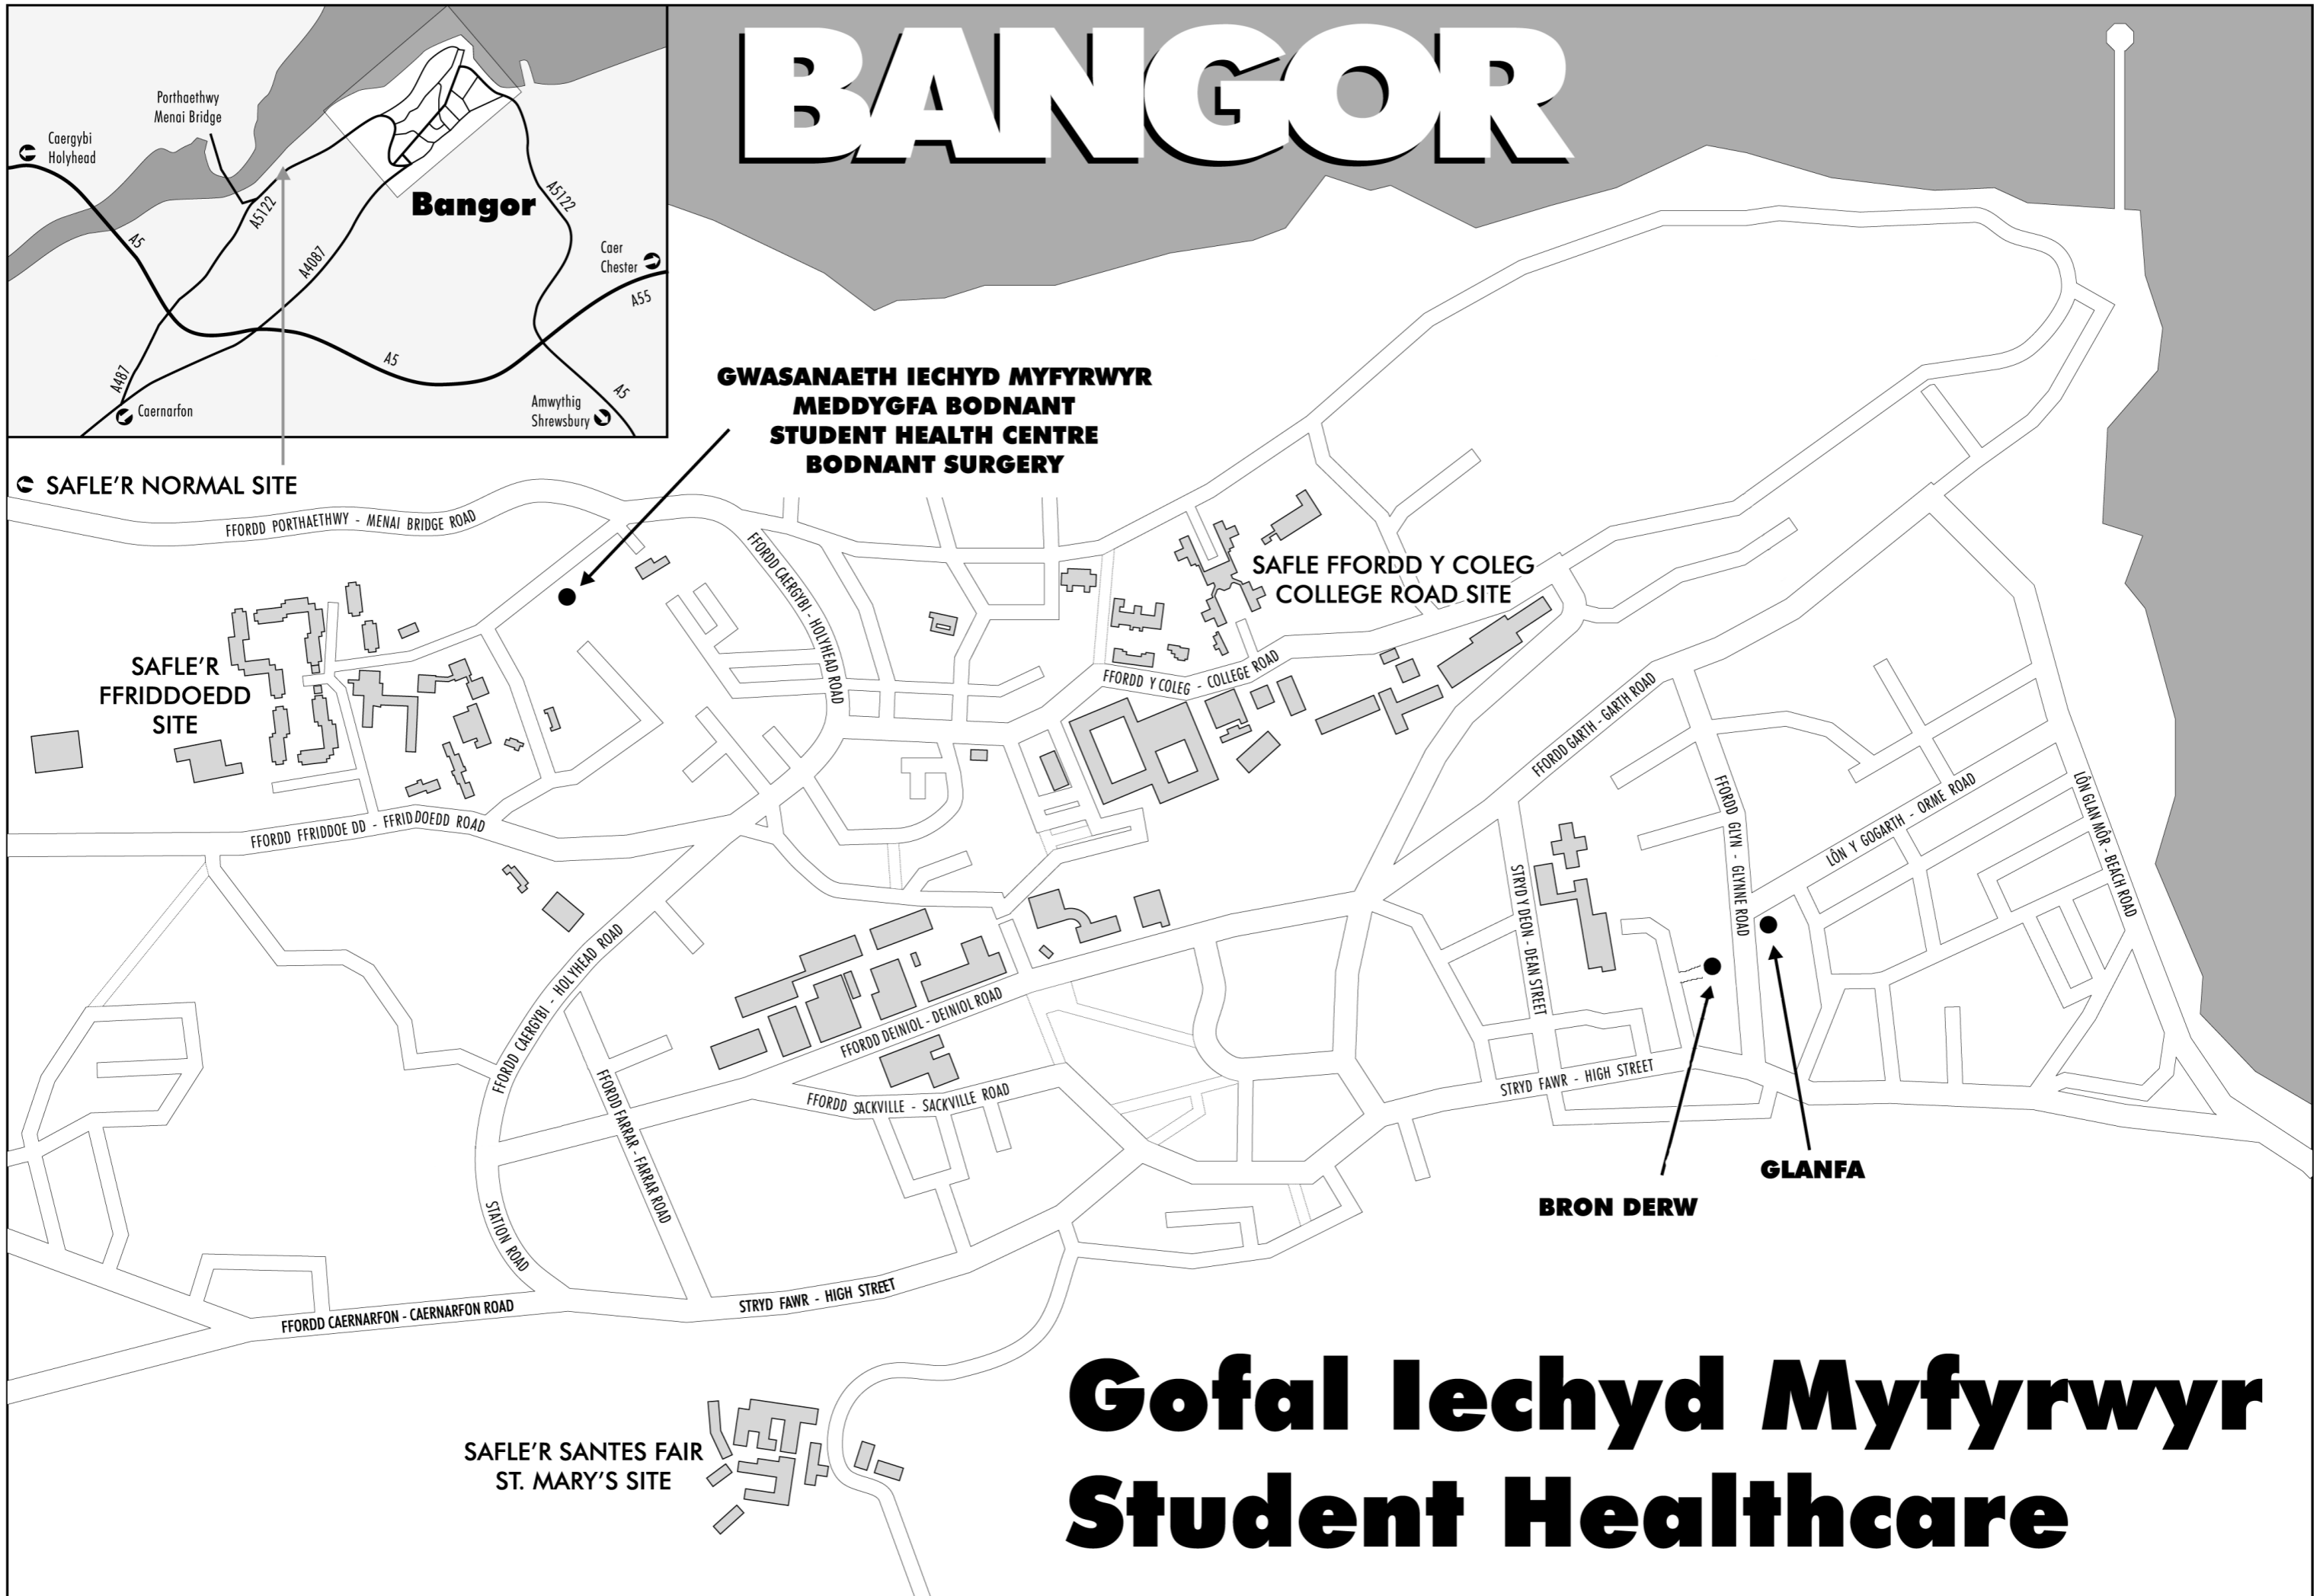 BANGOR
Porthaethwy
Menai Bridge
Caergybi
Holyhead
A5122
A5
A4087
Bangor
A5122
Caer
Chester
A55
A5
A487
Caernarfon
A5
Amwythig
Shrewsbury
GWASANAETH IECHYD MYFYRWYR
MEDDYGFA BODNANT
STUDENT HEALTH CENTRE
BODNANT SURGERY
SAFLE'R NORMAL SITE
FFORDD PORTHAETHWY - MENAI BRIDGE ROAD
FFORDD CAERGYBI - HOLYHEAD ROAD
SAFLE FFORDD Y COLEG
COLLEGE ROAD SITE
SAFLE'R
FFRIDDOEDD
SITE
FFORDD Y COLEG - COLLEGE ROAD
FFORDD GARTH - GARTH ROAD
FFORDD GLYN - GLYNNE ROAD
LÔN Y GOGARTH - ORME ROAD
LÔN GLAN MÔR - BEACH ROAD
FFORDD FFRIDDOE DD - FFRIDDOEDD ROAD
STRYD Y DEON - DEAN STREET
FFORDD CAERGYBI - HOLYHEAD ROAD
FFORDD DEINIOL - DEINIOL ROAD
FFORDD SACKVILLE - SACKVILLE ROAD
FFORDD FARRAR - FARRAR ROAD
STRYD FAWR - HIGH STREET
GLANFA
BRON DERW
STATION ROAD
STRYD FAWR - HIGH STREET
FFORDD CAERNARFON - CAERNARFON ROAD
SAFLE'R SANTES FAIR
ST. MARY'S SITE
Gofal Iechyd Myfyrwyr
Student Healthcare